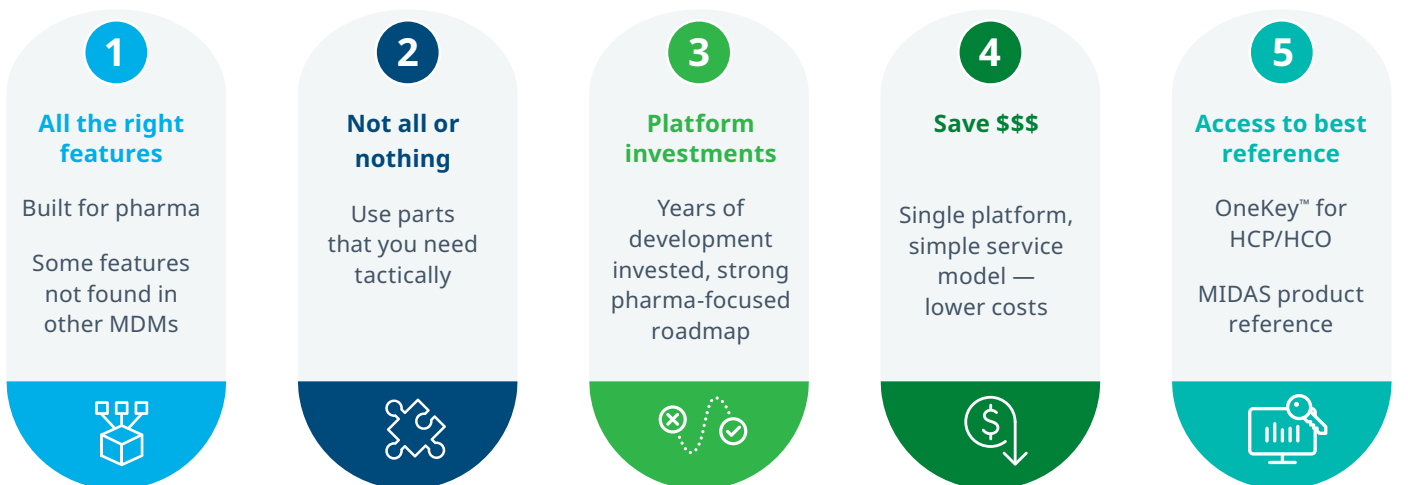 1
All the right
features
Built for pharma
Some features
not found in
other MDMs
2
Not all or
nothing
Use parts
that you need
tactically
3
Platform
investments
Years of
development
invested, strong
pharma-focused
roadmap
4
Save $$$
Single platform,
simple service
model —
lower costs
$
5
Access to best
reference
OneKey™ for
HCP/HCO
MIDAS product
reference